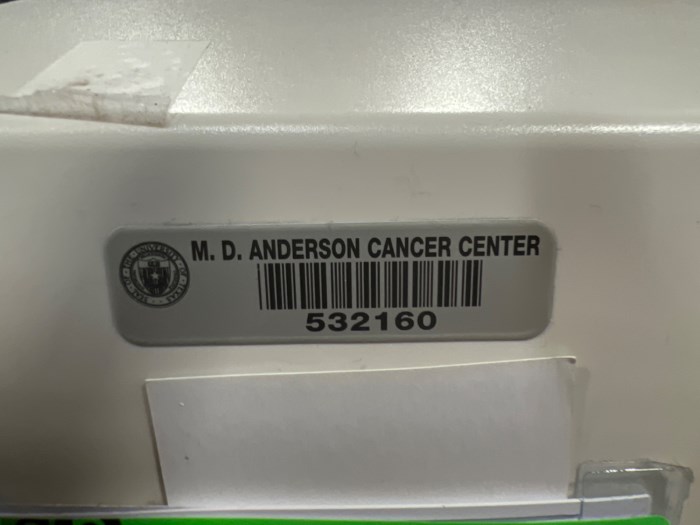 M. D. ANDERSON CANCER CENTER
532160